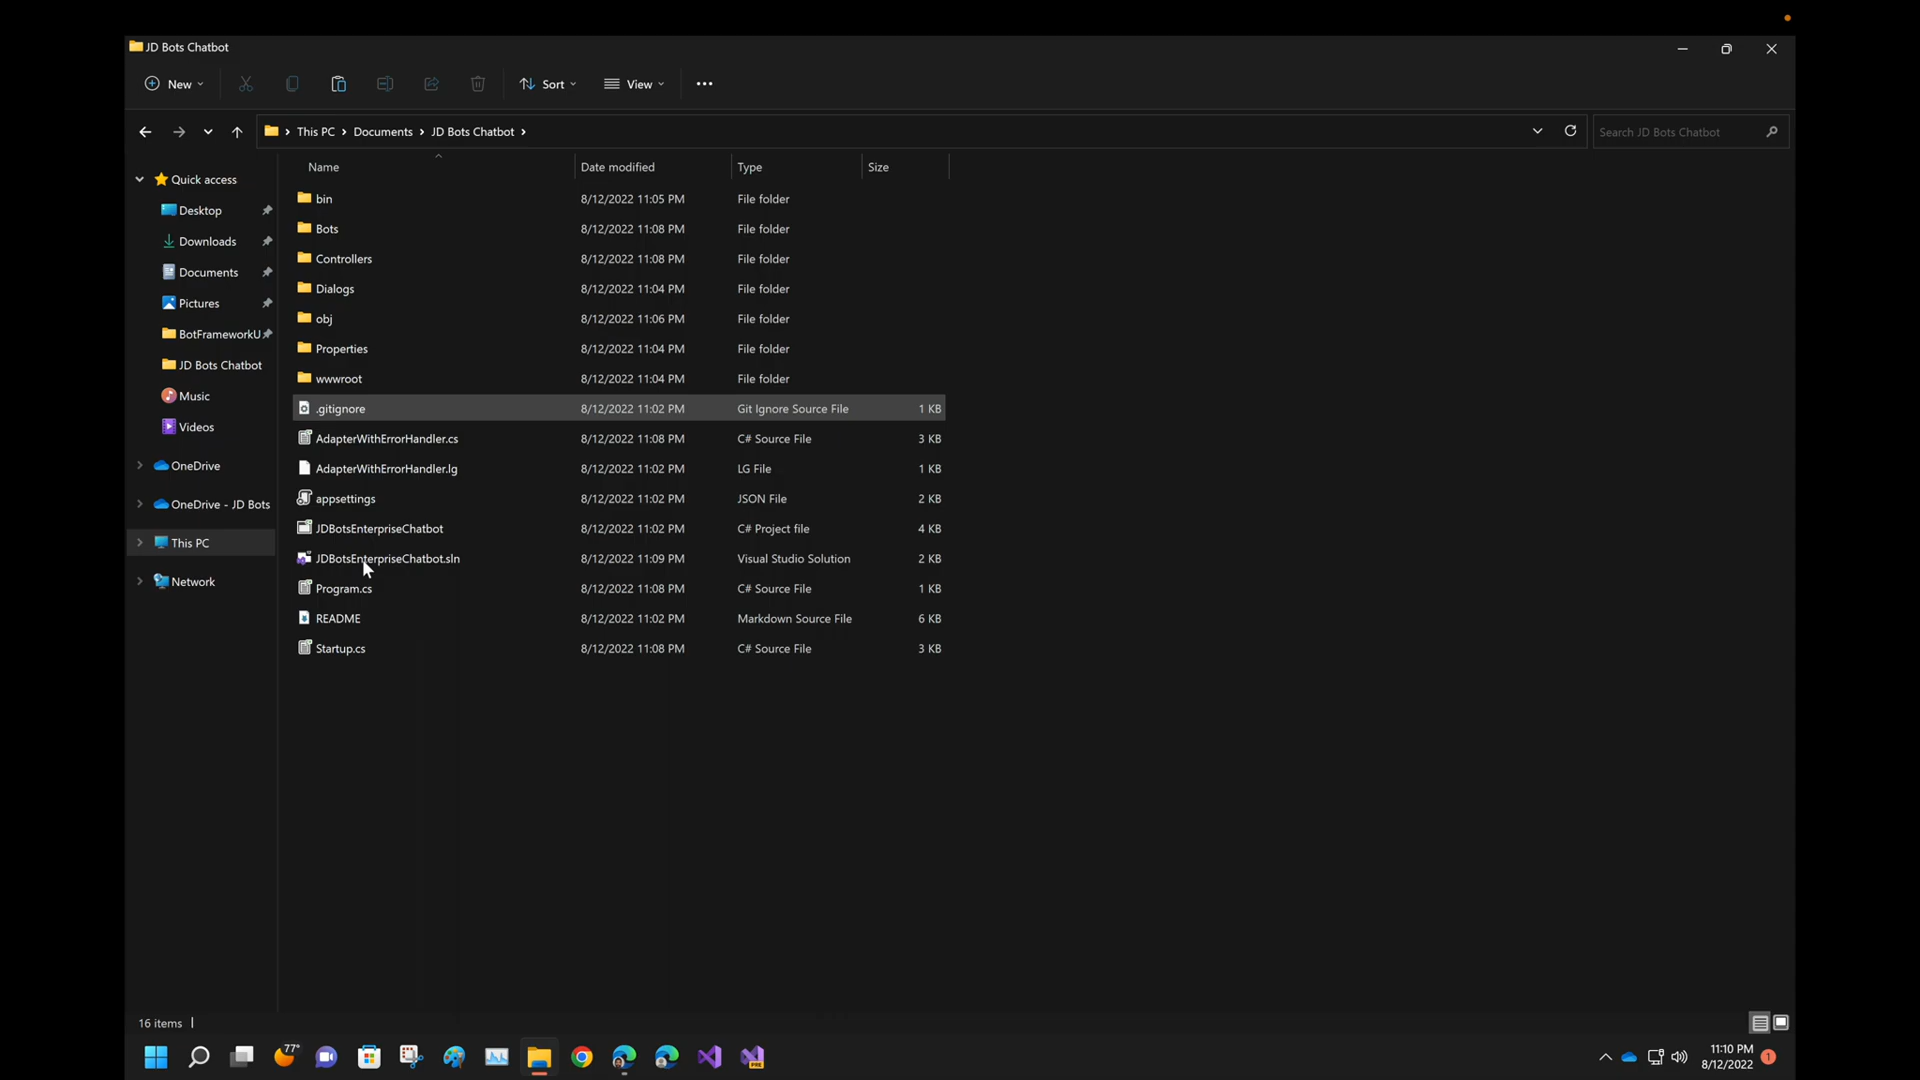 JD Bots Chatbot
New
Sort
View
This PC > Documents > JD Bots Chatbot >
Search JD Bots Chatbot
Name Date modified Type Size
Quick access
Desktop
Downloads
Documents
Pictures
BotFrameworkU
JD Bots Chatbot
Music
Videos
OneDrive
OneDrive - JD Bots
This PC
Network
bin 8/12/2022 11:05 PM File folder
Bots 8/12/2022 11:08 PM File folder
Controllers 8/12/2022 11:08 PM File folder
Dialogs 8/12/2022 11:04 PM File folder
obj 8/12/2022 11:06 PM File folder
Properties 8/12/2022 11:04 PM File folder
wwwroot 8/12/2022 11:04 PM File folder
.gitignore 8/12/2022 11:02 PM Git Ignore Source File 1 KB
AdapterWithErrorHandler.cs 8/12/2022 11:08 PM C# Source File 3 KB
AdapterWithErrorHandler.lg 8/12/2022 11:02 PM LG File 1 KB
appsettings 8/12/2022 11:02 PM JSON File 2 KB
JDBotsEnterpriseChatbot 8/12/2022 11:02 PM C# Project file 4 KB
JDBotsEnterpriseChatbot.sln 8/12/2022 11:09 PM Visual Studio Solution 2 KB
Program.cs 8/12/2022 11:08 PM C# Source File 1 KB
README 8/12/2022 11:02 PM Markdown Source File 6 KB
Startup.cs 8/12/2022 11:08 PM C# Source File 3 KB
16 items
77°
PRE
11:10 PM
8/12/2022
1